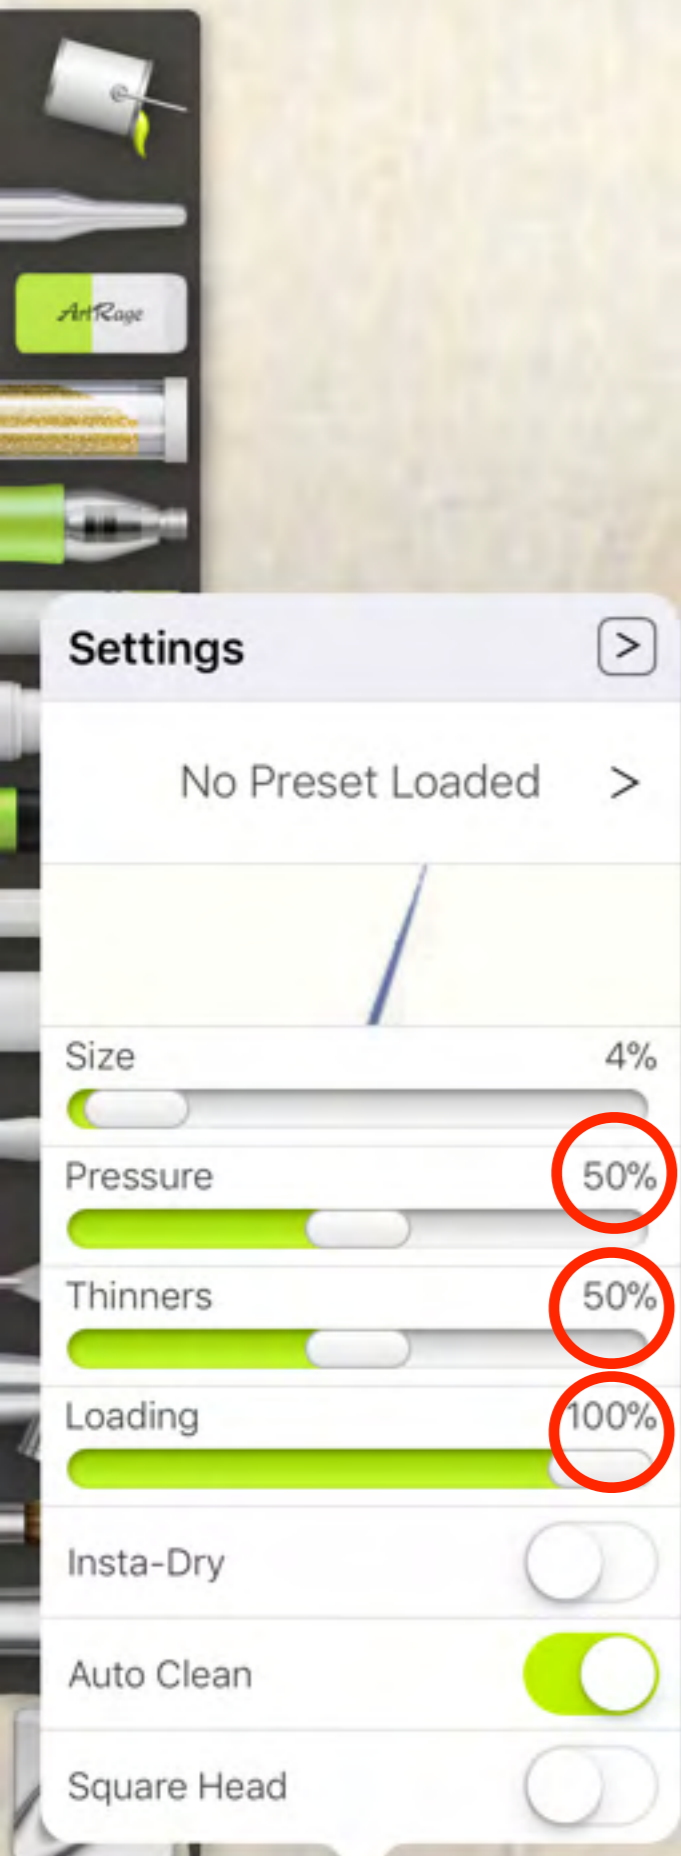 ArtRage
Settings >
No Preset Loaded >
Size 4%
Pressure 50%
Thinners 50%
Loading 100%
Insta-Dry
Auto Clean
Square Head